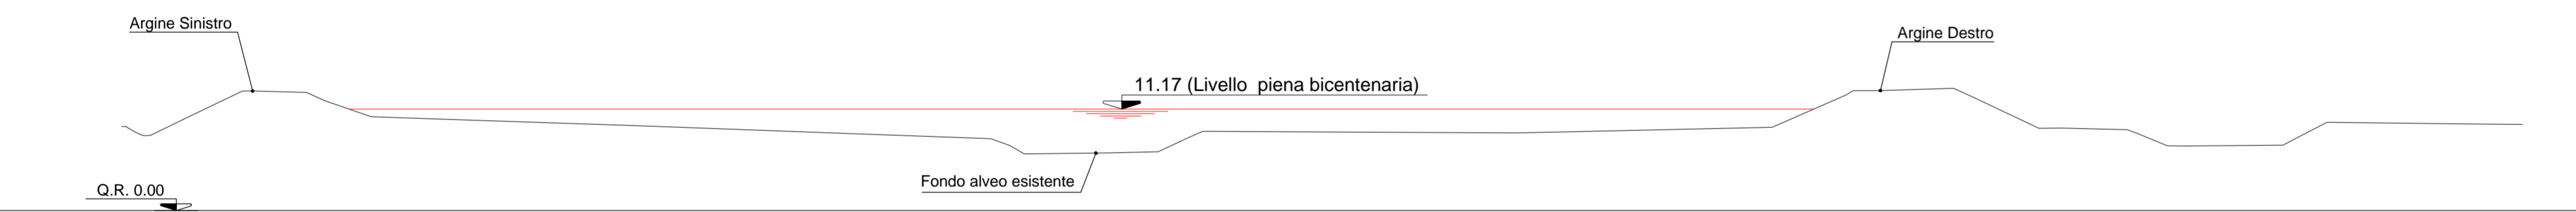 Argine Sinistro
Argine Destro
11.17 (Livello piena bicentenaria)
Fondo alveo esistente
Q.R. 0.00